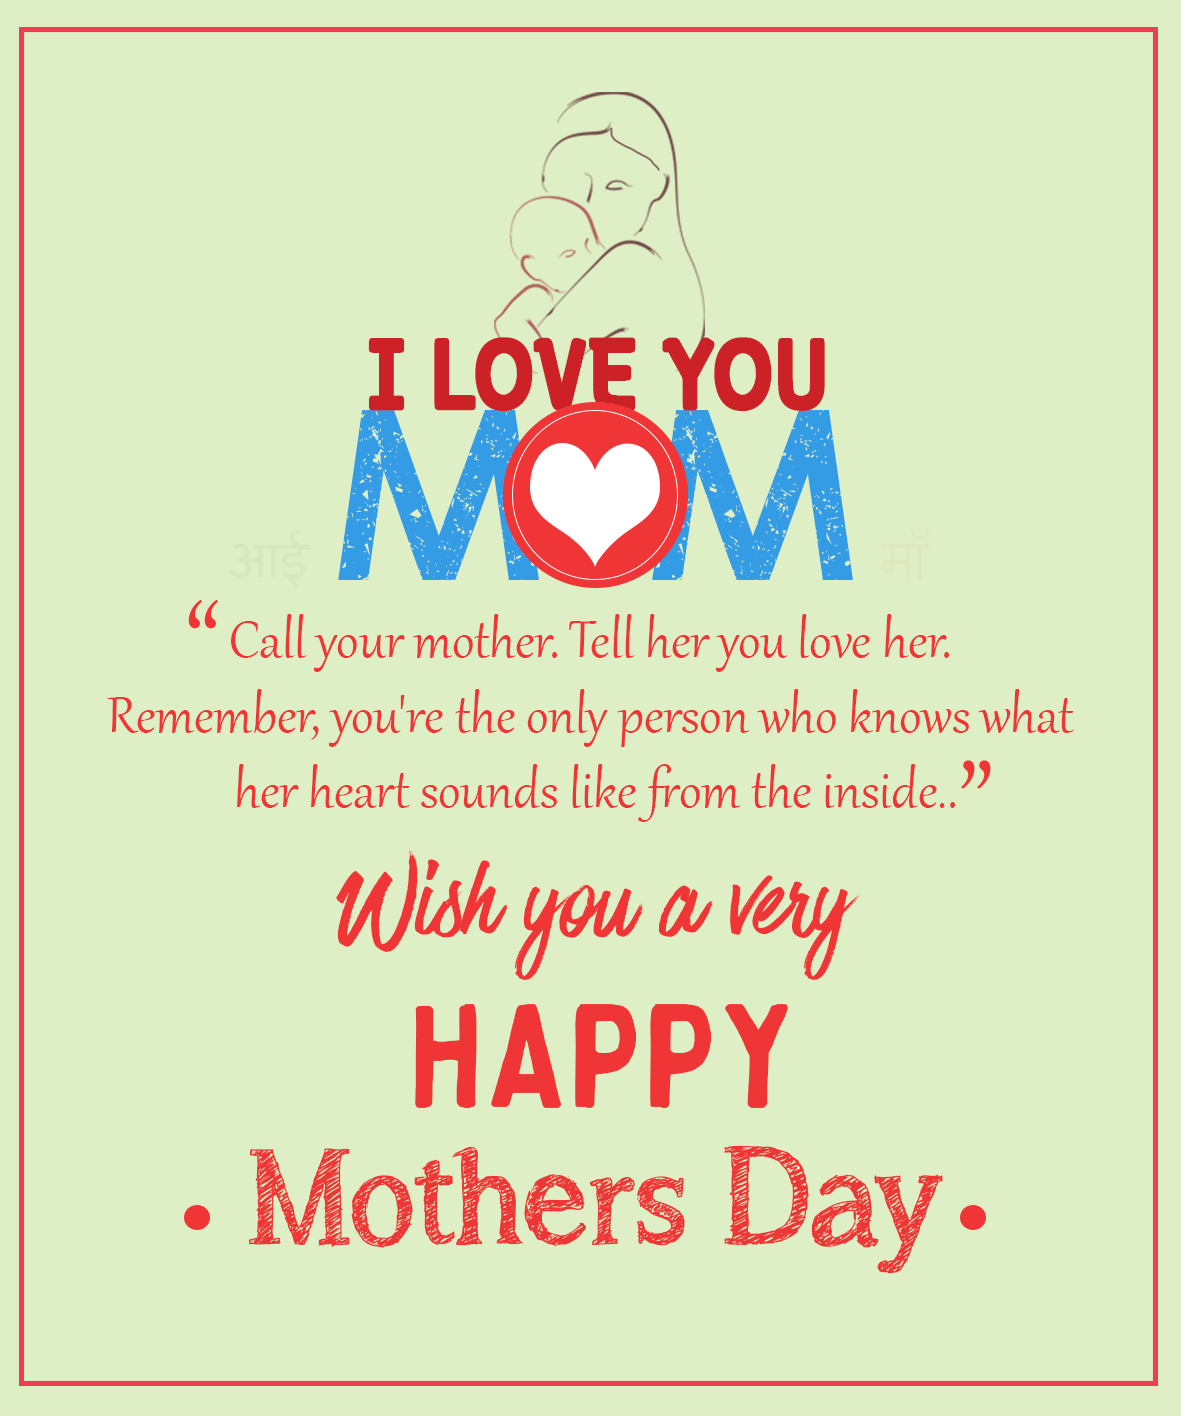 I LOVE YOU
MOM
आई माँ
“ Call your mother. Tell her you love her.
Remember, you're the only person who knows what
her heart sounds like from the inside..”
Wish you a very
HAPPY
• Mothers Day •